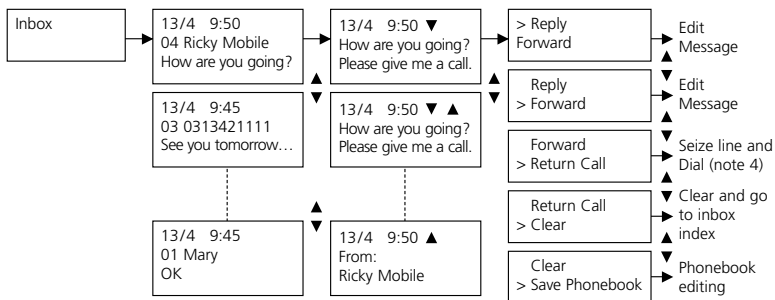 Inbox
13/4 9:50
04 Ricky Mobile
How are you going?
13/4 9:50 ▼
How are you going?
Please give me a call.
> Reply
Forward
Edit
Message
13/4 9:45
03 0313421111
See you tomorrow…
13/4 9:50 ▼ ▲
How are you going?
Please give me a call.
Reply
> Forward
Edit
Message
Forward
> Return Call
Seize line and
Dial (note 4)
Return Call
> Clear
Clear and go
to inbox
index
13/4 9:45
01 Mary
OK
13/4 9:50 ▲
From:
Ricky Mobile
Clear
> Save Phonebook
Phonebook
editing